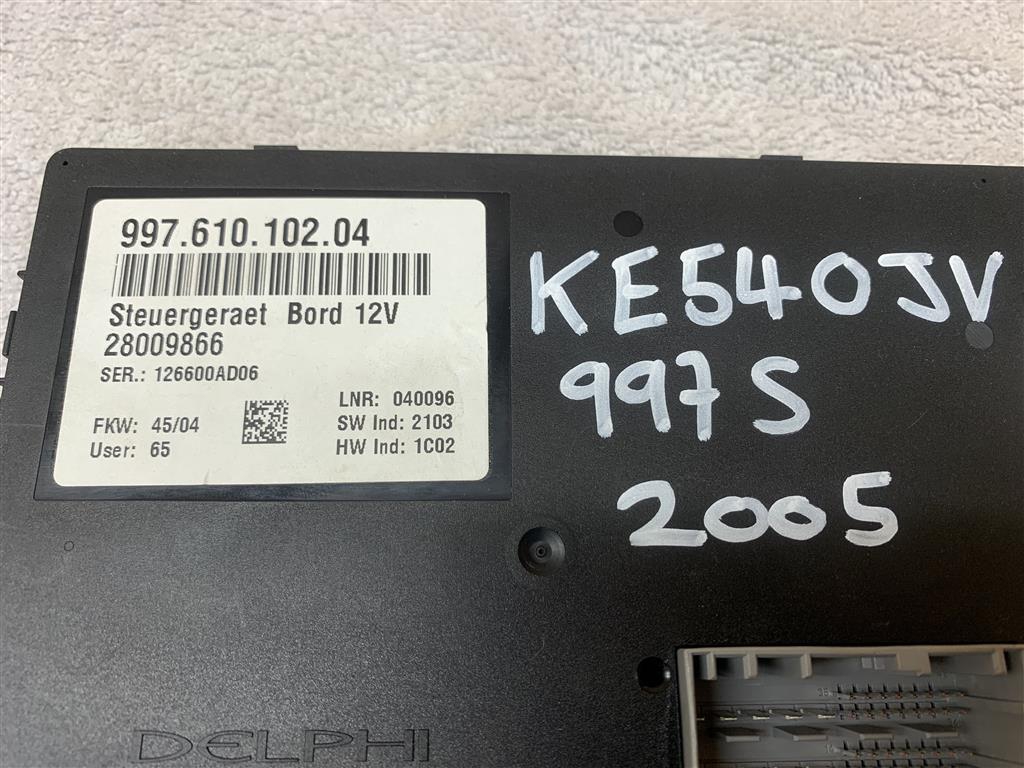 997.610.102.04
Steuergeraet Bord 12V
28009866
SER.: 126600AD06
FKW: 45/04
User: 65
LNR: 040096
SW Ind: 2103
HW Ind: 1C02
KE540JV
997S
2005
DELPHI